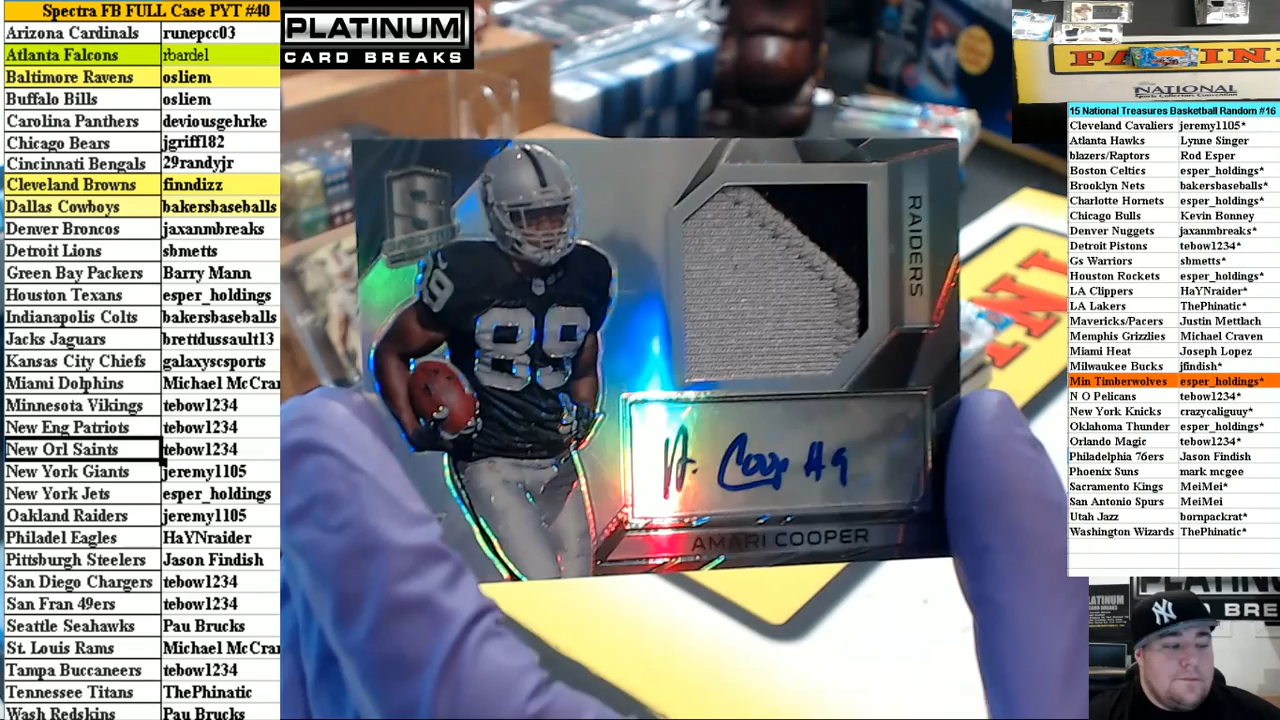 Spectra FB FULL Case PYT #40
Arizona Cardinals runepcc03
Atlanta Falcons rbardel
Baltimore Ravens osliem
Buffalo Bills osliem
Carolina Panthers deviousgehrke
Chicago Bears jgriff182
Cincinnati Bengals 29randyjr
Cleveland Browns finndizz
Dallas Cowboys bakersbaseballs
Denver Broncos jaxanmbreaks
Detroit Lions sbmetts
Green Bay Packers Barry Mann
Houston Texans esper_holdings
Indianapolis Colts bakersbaseballs
Jacks Jaguars brettdussault13
Kansas City Chiefs galaxyscsports
Miami Dolphins Michael McCra
Minnesota Vikings tebow1234
New Eng Patriots tebow1234
New Orl Saints tebow1234
New York Giants jeremy1105
New York Jets esper_holdings
Oakland Raiders jeremy1105
Philadel Eagles HaYNraider
Pittsburgh Steelers Jason Findish
San Diego Chargers tebow1234
San Fran 49ers tebow1234
Seattle Seahawks Pau Brucks
St. Louis Rams Michael McCra
Tampa Buccaneers tebow1234
Tennessee Titans ThePhinatic
Wash Redskins Pau Brucks
PLATINUM
CARD BREAKS
RAIDERS
89
89
A. Coop #9
AMARI COOPER
NI
PANIN
NATIONAL
15 National Treasures Basketball Random #16
Cleveland Cavaliers jeremy1105*
Atlanta Hawks Lynne Singer
blazers/Raptors Rod Esper
Boston Celtics esper_holdings*
Brooklyn Nets bakersbaseballs*
Charlotte Hornets esper_holdings*
Chicago Bulls Kevin Bonney
Denver Nuggets jaxanmbreaks*
Detroit Pistons tebow1234*
Gs Warriors sbmetts*
Houston Rockets esper_holdings*
LA Clippers HaYNraider*
LA Lakers ThePhinatic*
Mavericks/Pacers Justin Mettlach
Memphis Grizzlies Michael Craven
Miami Heat Joseph Lopez
Milwaukee Bucks jfindish*
Min Timberwolves esper_holdings*
N O Pelicans tebow1234*
New York Knicks crazycaliguuy*
Oklahoma Thunder esper_holdings*
Orlando Magic tebow1234*
Philadelphia 76ers Jason Findish
Phoenix Suns mark mcgee
Sacramento Kings MeiMei*
San Antonio Spurs MeiMei
Utah Jazz bornpackrat*
Washington Wizards ThePhinatic*
PLATINUM
BRE
NY